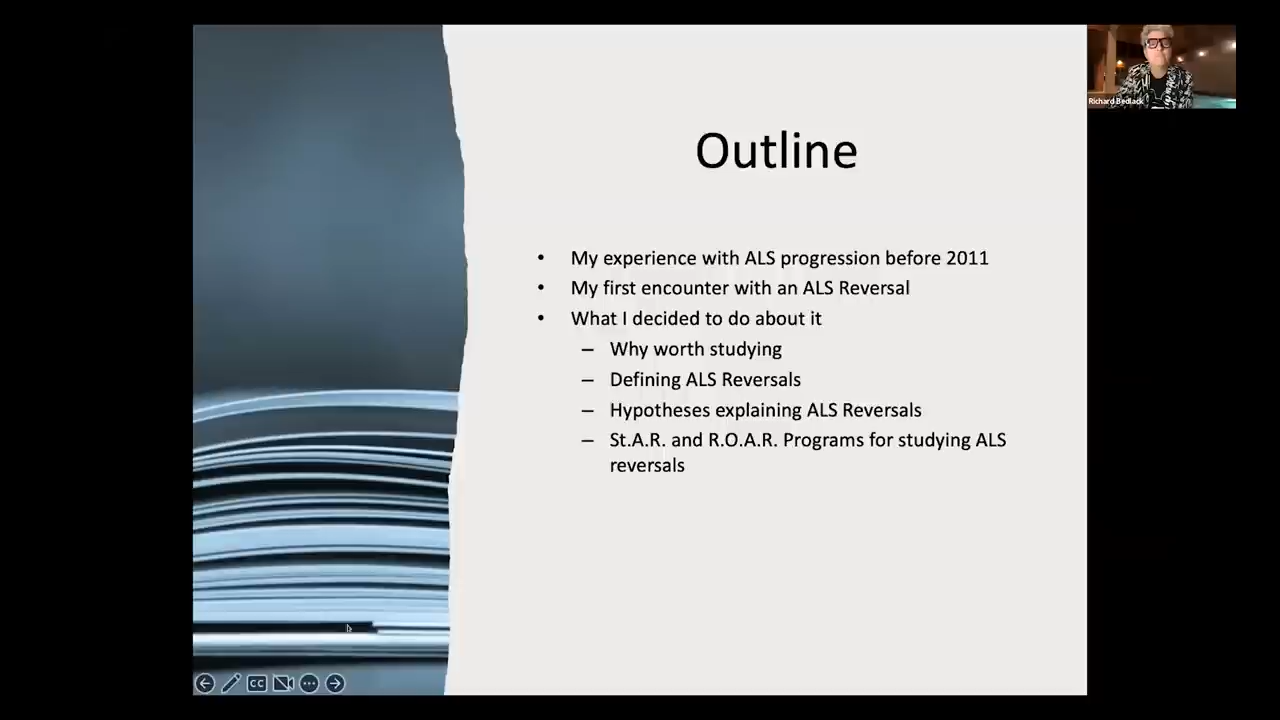 Outline
• My experience with ALS progression before 2011
• My first encounter with an ALS Reversal
• What I decided to do about it
– Why worth studying
– Defining ALS Reversals
– Hypotheses explaining ALS Reversals
– St.A.R. and R.O.A.R. Programs for studying ALS
reversals
Richard Bedlack
CC